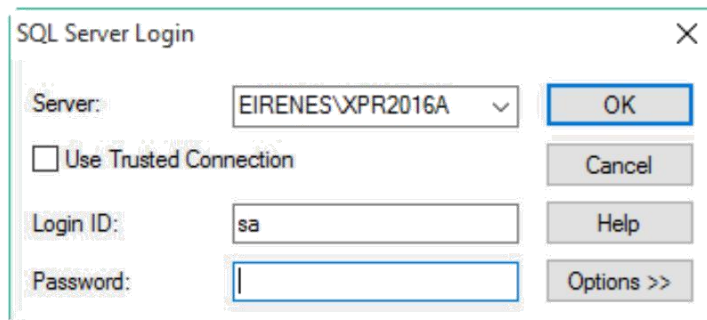 SQL Server Login
Server: EIRENES\XPR2016A OK
Use Trusted Connection Cancel
Login ID: sa Help
Password: Options >>